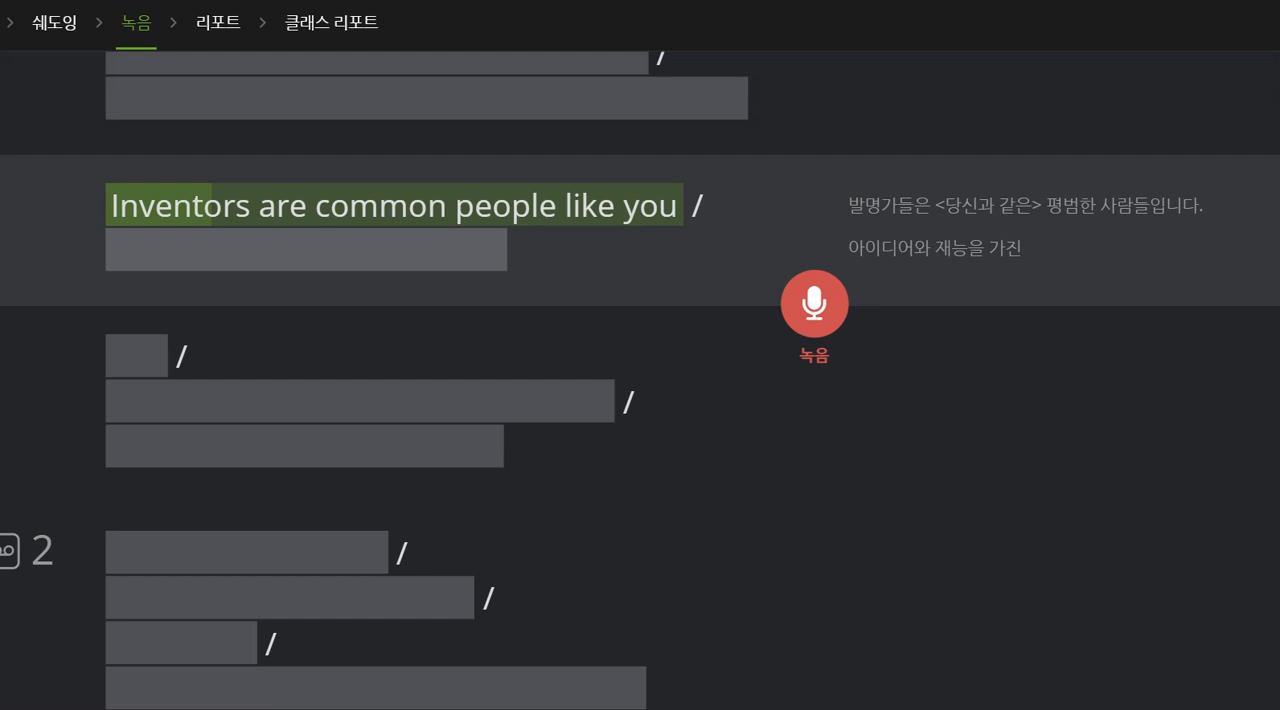 쉐도잉 녹음 리포트 클래스 리포트
/
Inventors are common people like you /
발명가들은 <당신과 같은> 평범한 사람들입니다.
아이디어와 재능을 가진
녹음
/
/
2
/
/
/